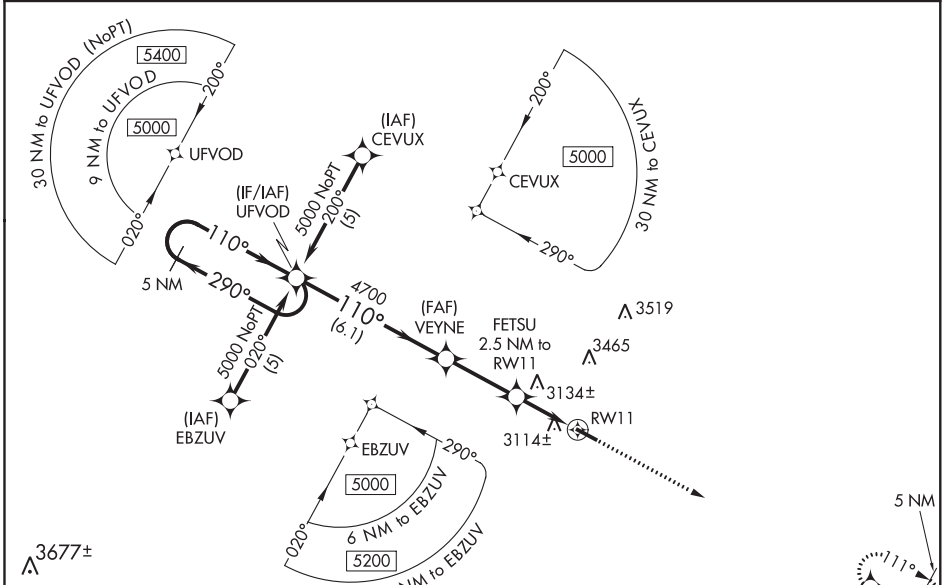 30 NM to UFVOD (NoPT)
5400
9 NM to UFVOD
200°
5000
UFVOD
020°
(IAF)
CEVUX
5000 NoPT
200°
(5)
(IF/IAF)
UFVOD
200°
CEVUX
5000
30 NM to CEVUX
290°
110°
5 NM
290°
4700
110°
(6.1)
(FAF)
VEYNE
FETSU
2.5 NM to
RW11
3519
3465
3134±
3114±
RW11
5000 NoPT
020°
(5)
(IAF)
EBZUV
EBZUV
290°
5000
020°
6 NM to EBZUV
5200
NM to EBZUV
3677±
5 NM
111°